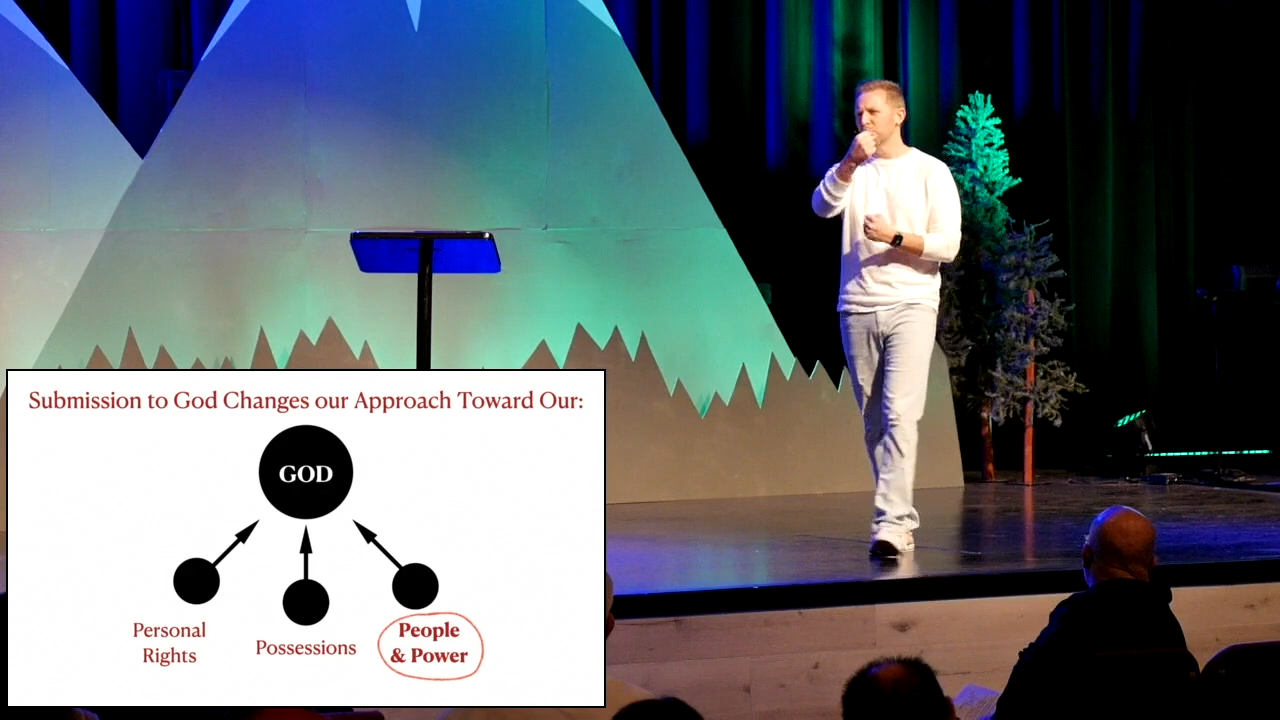 Submission to God Changes our Approach Toward Our:
GOD
Personal
Rights
Possessions
People
& Power